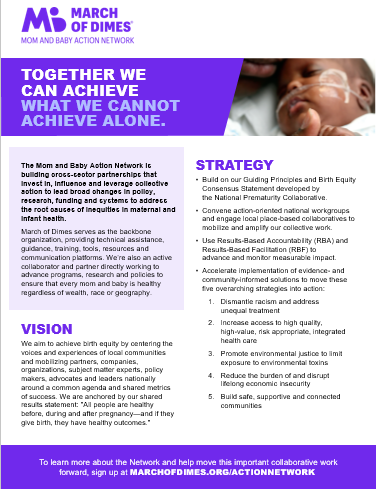 MARCH
OF DIMES®
MOM AND BABY ACTION NETWORK
TOGETHER WE
CAN ACHIEVE
WHAT WE CANNOT
ACHIEVE ALONE.
The Mom and Baby Action Network is
building cross-sector partnerships that
invest in, influence and leverage collective
action to lead broad changes in policy,
research, funding and systems to address
the root causes of inequities in maternal and
infant health.
March of Dimes serves as the backbone
organization, providing technical assistance,
guidance, training, tools, resources and
communication platforms. We're also an active
collaborator and partner directly working to
advance programs, research and policies to
ensure that every mom and baby is healthy
regardless of wealth, race or geography.
VISION
We aim to achieve birth equity by centering the
voices and experiences of local communities
and mobilizing partners, companies,
organizations, subject matter experts, policy
makers, advocates and leaders nationally
around a common agenda and shared metrics
of success. We are anchored by our shared
results statement: "All people are healthy
before, during and after pregnancy—and if they
give birth, they have healthy outcomes."
STRATEGY
• Build on our Guiding Principles and Birth Equity
Consensus Statement developed by
the National Prematurity Collaborative.
• Convene action-oriented national workgroups
and engage local place-based collaboratives to
mobilize and amplify our collective work.
• Use Results-Based Accountability (RBA) and
Results-Based Facilitation (RBF) to
advance and monitor measurable impact.
• Accelerate implementation of evidence- and
community-informed solutions to move these
five overarching strategies into action:
1. Dismantle racism and address
unequal treatment
2. Increase access to high quality,
high-value, risk appropriate, integrated
health care
3. Promote environmental justice to limit
exposure to environmental toxins
4. Reduce the burden of and disrupt
lifelong economic insecurity
5. Build safe, supportive and connected
communities
To learn more about the Network and help move this important collaborative work
forward, sign up at MARCHOFDIMES.ORG/ACTIONNETWORK